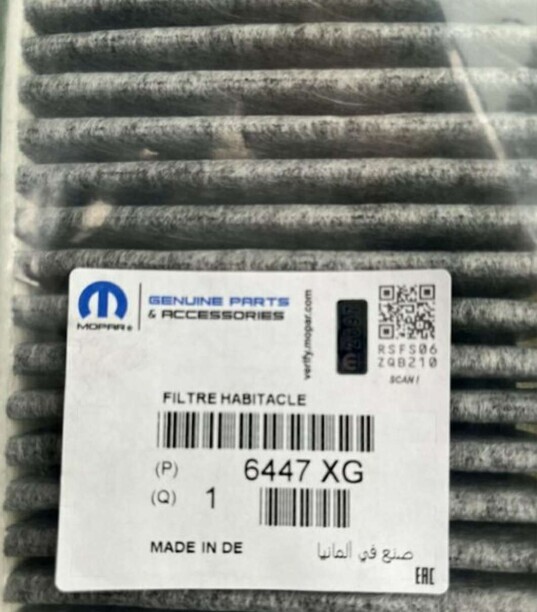 MOPAR®
GENUINE PARTS
& ACCESSORIES
verify.mopar.com
RSFS06
ZQBZ10
SCAN!
FILTRE HABITACLE
(P) 6447 XG
(Q) 1
MADE IN DE
صنع في ألمانيا
EAC